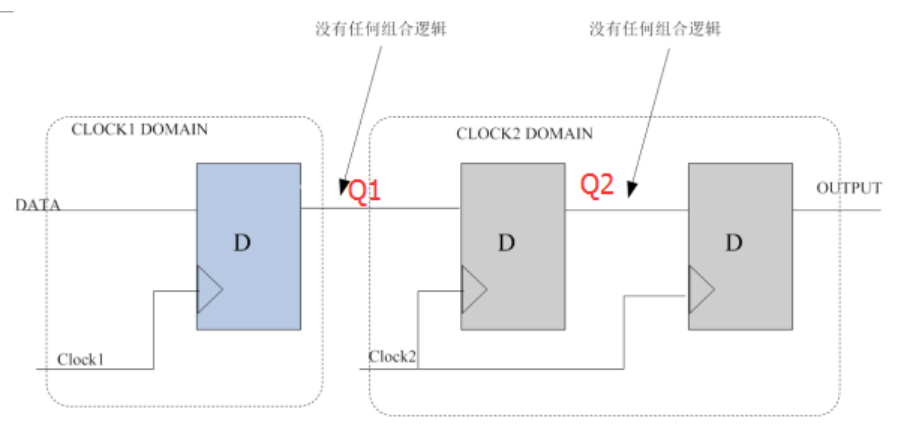 没有任何组合逻辑
没有任何组合逻辑
CLOCK1 DOMAIN
CLOCK2 DOMAIN
Q1
Q2
DATA
OUTPUT
D
D
D
Clock1
Clock2